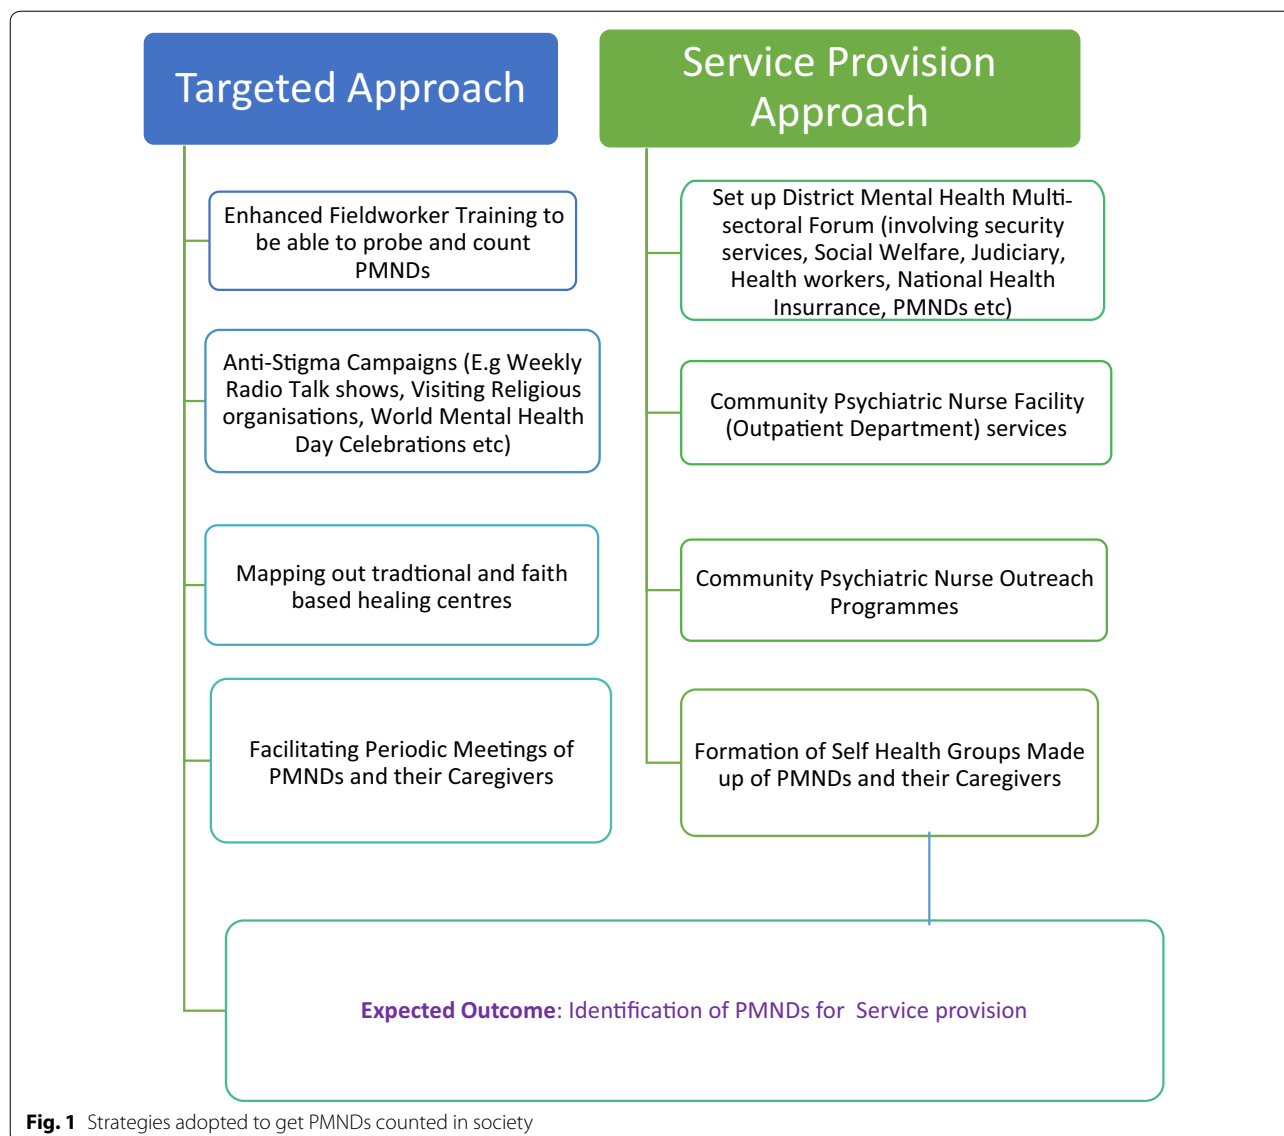 Targeted Approach
Service Provision
Approach
Enhanced Fieldworker Training to
be able to probe and count
PMNDs
Anti-Stigma Campaigns (E.g Weekly
Radio Talk shows, Visiting Religious
organisations, World Mental Health
Day Celebrations etc)
Mapping out tradtional and faith
based healing centres
Facilitating Periodic Meetings of
PMNDs and their Caregivers
Set up District Mental Health Multi-
sectoral Forum (involving security
services, Social Welfare, Judiciary,
Health workers, National Health
Insurrance, PMNDs etc)
Community Psychiatric Nurse Facility
(Outpatient Department) services
Community Psychiatric Nurse Outreach
Programmes
Formation of Self Health Groups Made
up of PMNDs and their Caregivers
Expected Outcome: Identification of PMNDs for Service provision
Fig. 1 Strategies adopted to get PMNDs counted in society